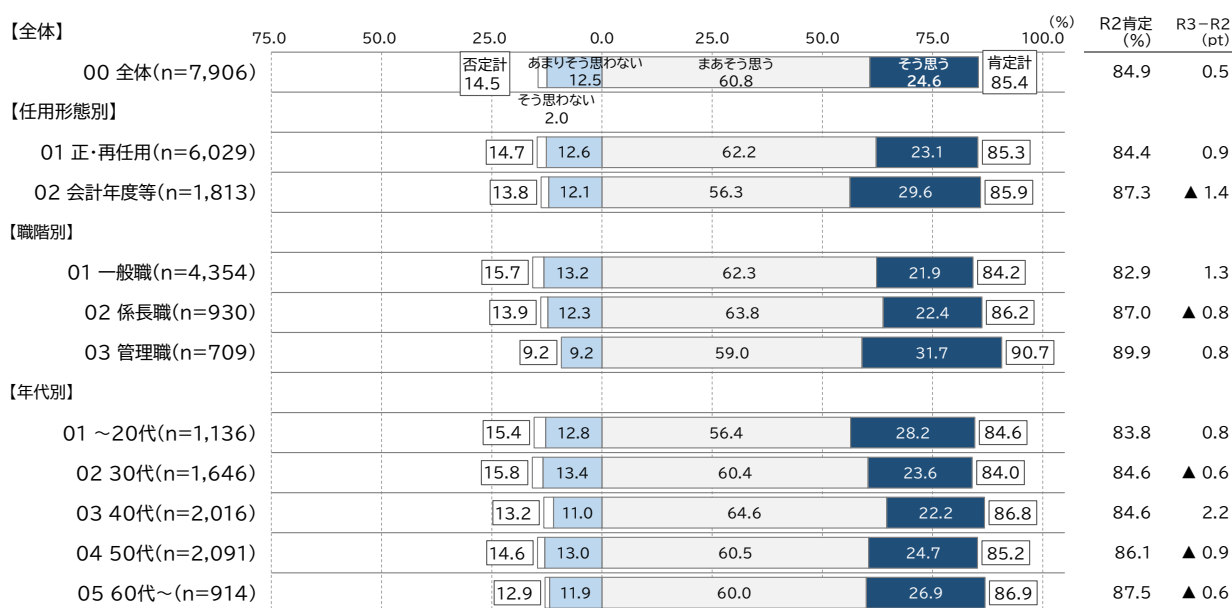 (%) R2肯定 R3－R2
【全体】 75.0 50.0 25.0 0.0 25.0 50.0 75.0 100.0 (%) (pt)
否定計 あまりそう思わない まあそう思う そう思う 肯定計
00 全体(n=7,906) 14.5 12.5 60.8 24.6 85.4 84.9 0.5
そう思わない
【任用形態別】 2.0
01 正・再任用(n=6,029) 14.7 12.6 62.2 23.1 85.3 84.4 0.9
02 会計年度等(n=1,813) 13.8 12.1 56.3 29.6 85.9 87.3 ▲ 1.4
【職階別】
01 一般職(n=4,354) 15.7 13.2 62.3 21.9 84.2 82.9 1.3
02 係長職(n=930) 13.9 12.3 63.8 22.4 86.2 87.0 ▲ 0.8
03 管理職(n=709) 9.2 9.2 59.0 31.7 90.7 89.9 0.8
【年代別】
01 ～20代(n=1,136) 15.4 12.8 56.4 28.2 84.6 83.8 0.8
02 30代(n=1,646) 15.8 13.4 60.4 23.6 84.0 84.6 ▲ 0.6
03 40代(n=2,016) 13.2 11.0 64.6 22.2 86.8 84.6 2.2
04 50代(n=2,091) 14.6 13.0 60.5 24.7 85.2 86.1 ▲ 0.9
05 60代～(n=914) 12.9 11.9 60.0 26.9 86.9 87.5 ▲ 0.6